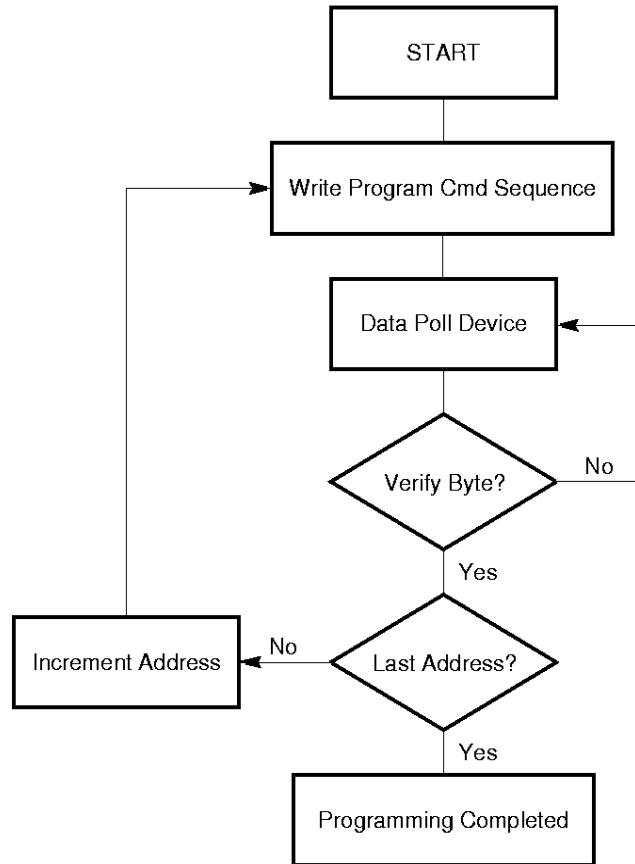 START
Write Program Cmd Sequence
Data Poll Device
Verify Byte?
No
Yes
Increment Address
No
Last Address?
Yes
Programming Completed